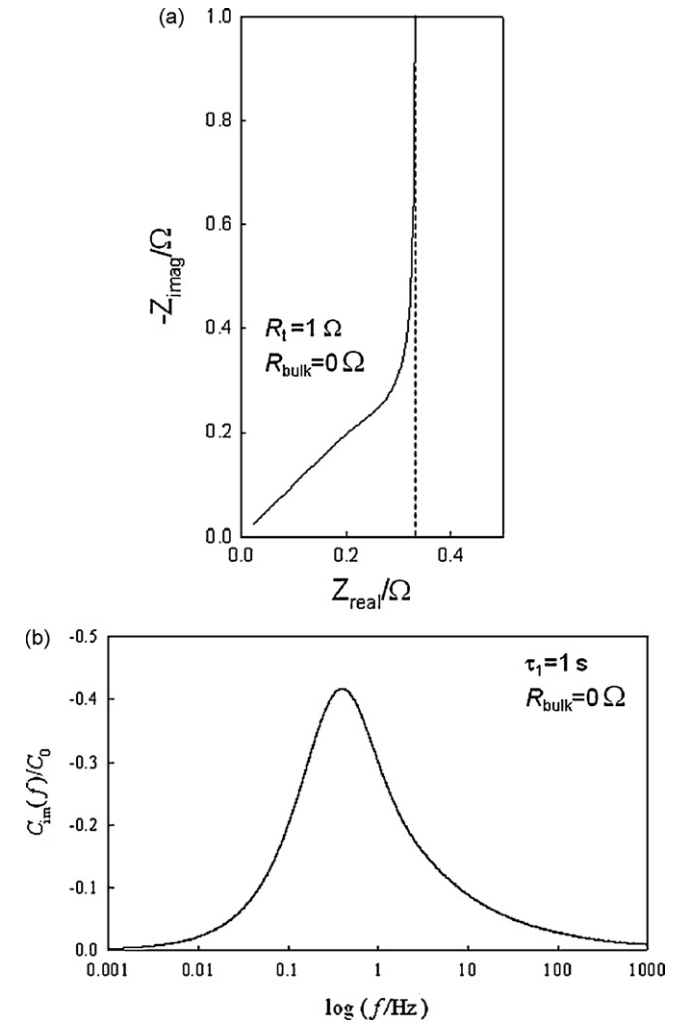 (a)
1.0
0.8
0.6
0.4
0.2
0.0
-Z_imag/Ω
R_t=1 Ω
R_bulk=0 Ω
0.0 0.2 0.4
Z_real/Ω
(b)
-0.5
-0.4
-0.3
-0.2
-0.1
0.0
C_im(f)/C_0
τ_1=1 s
R_bulk=0 Ω
0.001 0.01 0.1 1 10 100 1000
log (f/Hz)